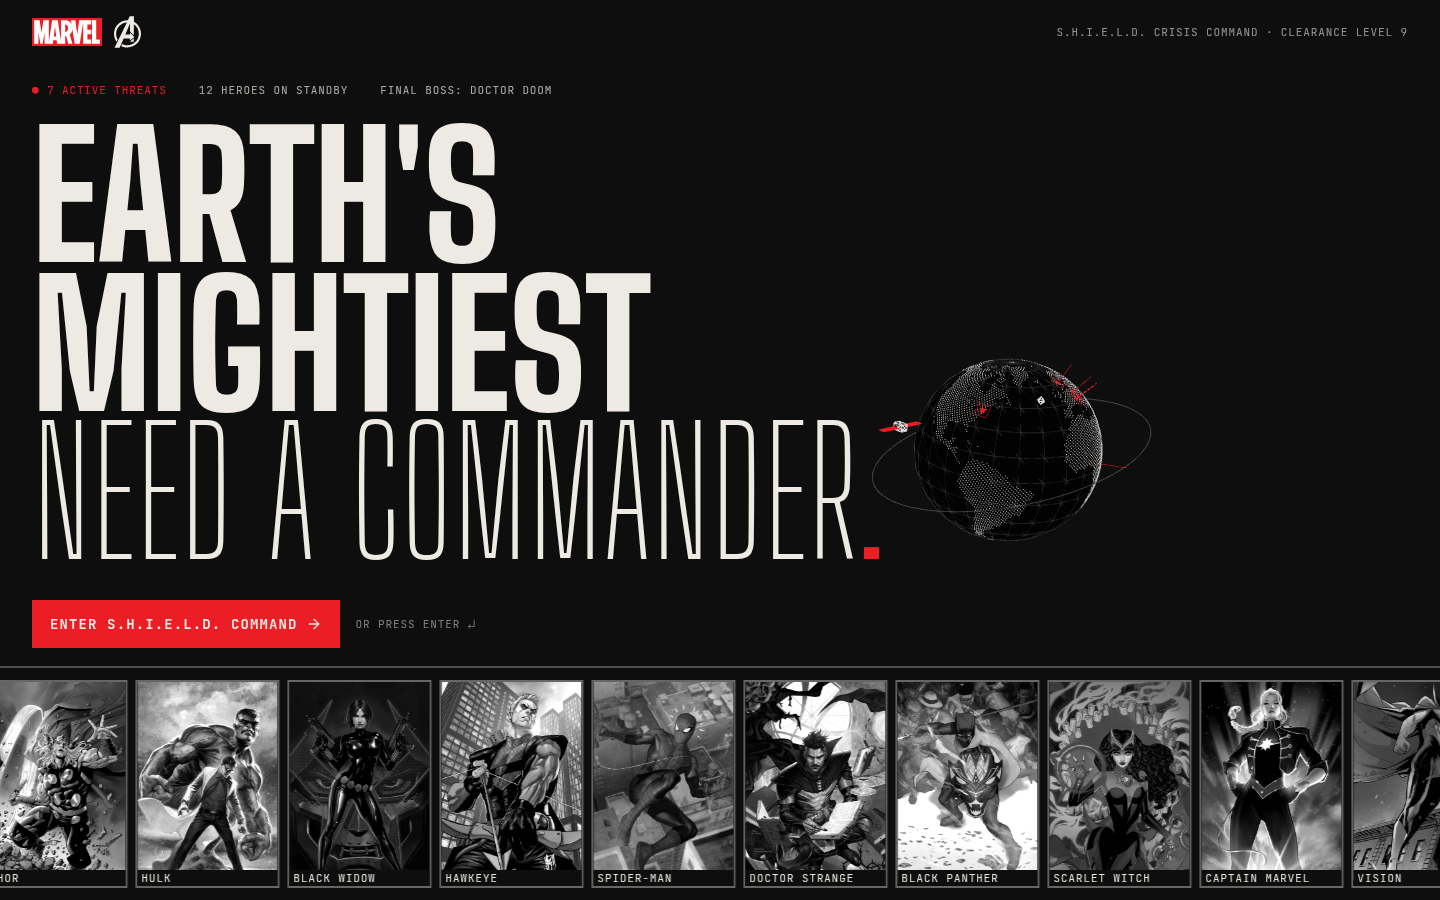 MARVEL
S.H.I.E.L.D. CRISIS COMMAND · CLEARANCE LEVEL 9
7 ACTIVE THREATS
12 HEROES ON STANDBY
FINAL BOSS: DOCTOR DOOM
EARTH'S
MIGHTIEST
NEED A COMMANDER.
ENTER S.H.I.E.L.D. COMMAND →
OR PRESS ENTER ↲
HOR
HULK
BLACK WIDOW
HAWKEYE
SPIDER-MAN
DOCTOR STRANGE
BLACK PANTHER
SCARLET WITCH
CAPTAIN MARVEL
VISION